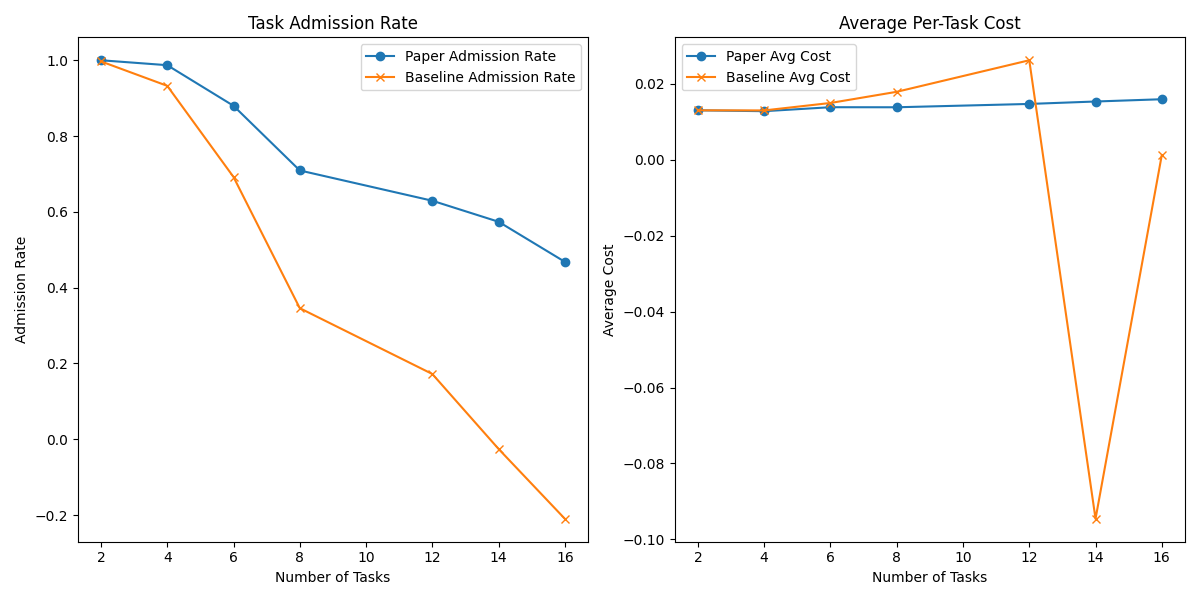 Task Admission Rate
Paper Admission Rate
Baseline Admission Rate
1.0
0.8
0.6
0.4
0.2
0.0
−0.2
Admission Rate
2 4 6 8 10 12 14 16
Number of Tasks
Average Per-Task Cost
Paper Avg Cost
Baseline Avg Cost
0.02
0.00
−0.02
−0.04
−0.06
−0.08
−0.10
Average Cost
2 4 6 8 10 12 14 16
Number of Tasks